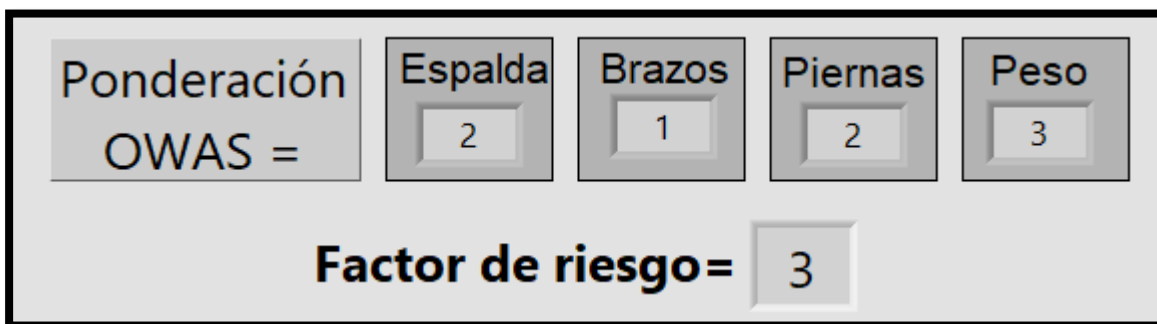 Ponderación
OWAS =
Espalda
2
Brazos
1
Piernas
2
Peso
3
Factor de riesgo= 3